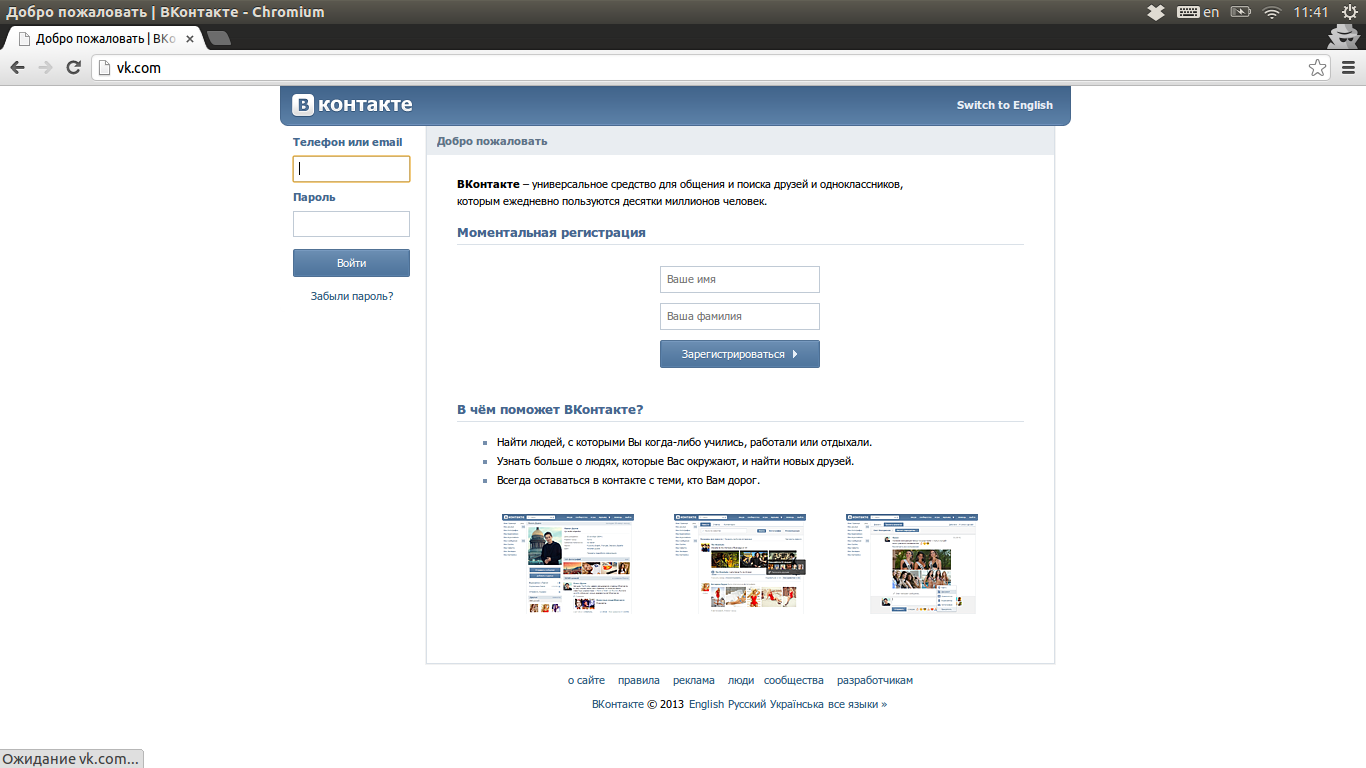 Добро пожаловать | ВКонтакте - Chromium
en
11:41
Добро пожаловать | ВКо
vk.com
В контакте
Switch to English
Телефон или email
Пароль
Войти
Забыли пароль?
Добро пожаловать
ВКонтакте – универсальное средство для общения и поиска друзей и одноклассников,
которым ежедневно пользуются десятки миллионов человек.
Моментальная регистрация
Ваше имя
Ваша фамилия
Зарегистрироваться
В чём поможет ВКонтакте?
Найти людей, с которыми Вы когда-либо учились, работали или отдыхали.
Узнать больше о людях, которые Вас окружают, и найти новых друзей.
Всегда оставаться в контакте с теми, кто Вам дорог.
о сайте правила реклама люди сообщества разработчикам
ВКонтакте © 2013 English Русский Українська все языки »
Ожидание vk.com...